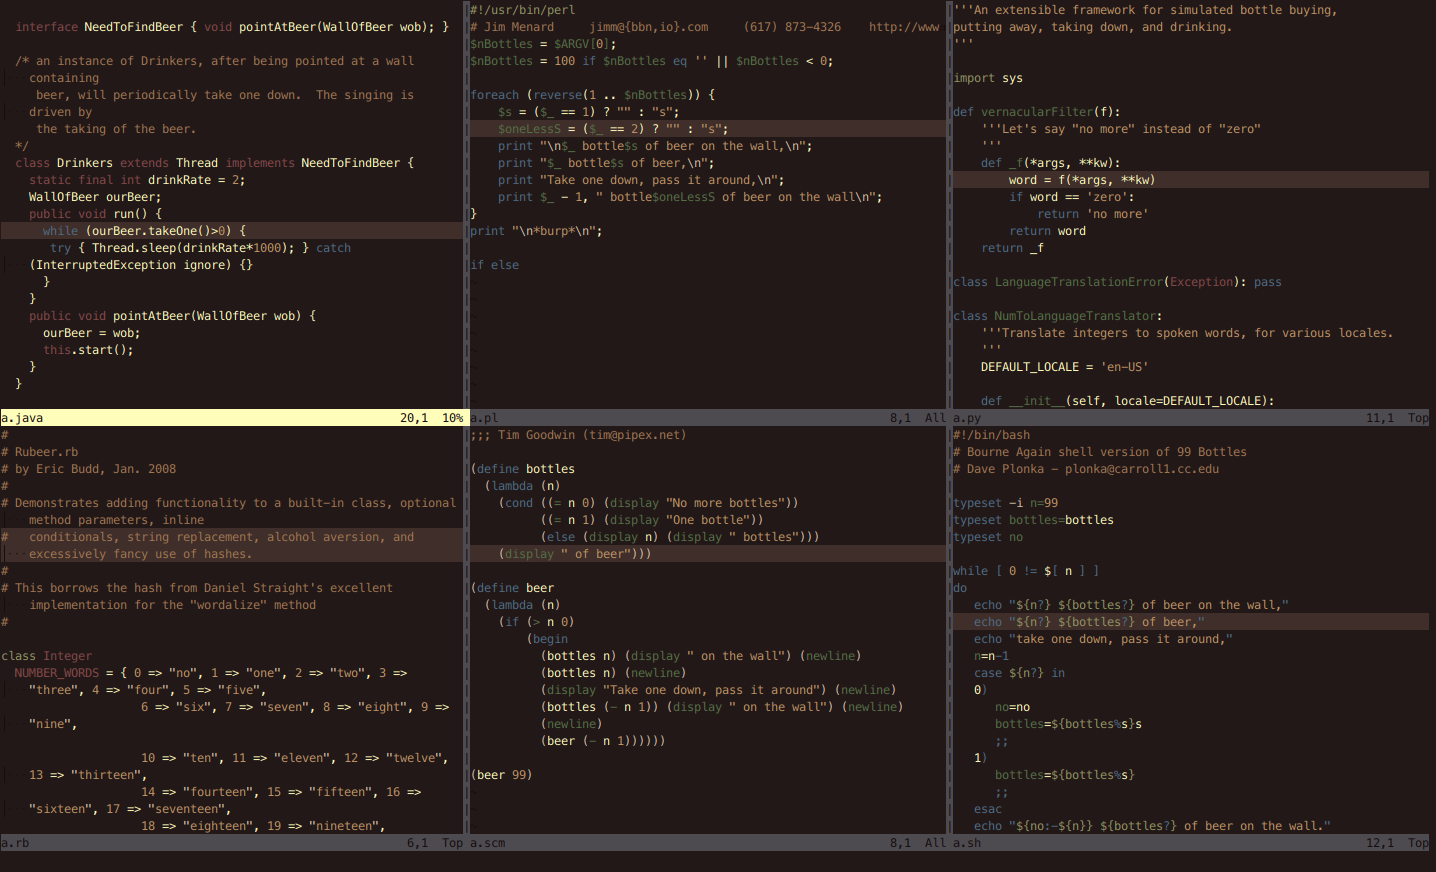 interface NeedToFindBeer { void pointAtBeer(WallOfBeer wob); }
/* an instance of Drinkers, after being pointed at a wall
containing
beer, will periodically take one down.  The singing is
driven by
the taking of the beer.
*/
class Drinkers extends Thread implements NeedToFindBeer {
static final int drinkRate = 2;
WallOfBeer ourBeer;
public void run() {
while (ourBeer.takeOne()>0) {
try { Thread.sleep(drinkRate*1000); } catch
(InterruptedException ignore) {}
}
}
public void pointAtBeer(WallOfBeer wob) {
ourBeer = wob;
this.start();
}
}
a.java 20,1 10%
#!/usr/bin/perl
# Jim Menard     jimm@{bbn,io}.com     (617) 873-4326    http://www
$nBottles = $ARGV[0];
$nBottles = 100 if $nBottles eq '' || $nBottles < 0;
foreach (reverse(1 .. $nBottles)) {
$s = ($_ == 1) ? "" : "s";
$oneLessS = ($_ == 2) ? "" : "s";
print "\n$_ bottle$s of beer on the wall,\n";
print "$_ bottle$s of beer,\n";
print "Take one down, pass it around,\n";
print $_ - 1, " bottle$oneLessS of beer on the wall\n";
}
print "\n*burp*\n";
if else
a.pl 8,1 All
'''An extensible framework for simulated bottle buying,
putting away, taking down, and drinking.
'''
import sys
def vernacularFilter(f):
'''Let's say "no more" instead of "zero"
'''
def _f(*args, **kw):
word = f(*args, **kw)
if word == 'zero':
return 'no more'
return word
return _f
class LanguageTranslationError(Exception): pass
class NumToLanguageTranslator:
'''Translate integers to spoken words, for various locales.
'''
DEFAULT_LOCALE = 'en-US'
def __init__(self, locale=DEFAULT_LOCALE):
a.py 11,1 Top
#
# Rubeer.rb
# by Eric Budd, Jan. 2008
#
# Demonstrates adding functionality to a built-in class, optional
method parameters, inline
#   conditionals, string replacement, alcohol aversion, and
excessively fancy use of hashes.
#
# This borrows the hash from Daniel Straight's excellent
implementation for the "wordalize" method
#
class Integer
NUMBER_WORDS = { 0 => "no", 1 => "one", 2 => "two", 3 =>
"three", 4 => "four", 5 => "five",
6 => "six", 7 => "seven", 8 => "eight", 9 =>
"nine",
10 => "ten", 11 => "eleven", 12 => "twelve",
13 => "thirteen",
14 => "fourteen", 15 => "fifteen", 16 =>
"sixteen", 17 => "seventeen",
18 => "eighteen", 19 => "nineteen",
a.rb 6,1 Top
;;; Tim Goodwin (tim@pipex.net)
(define bottles
(lambda (n)
(cond ((= n 0) (display "No more bottles"))
((= n 1) (display "One bottle"))
(else (display n) (display " bottles")))
(display " of beer")))
(define beer
(lambda (n)
(if (> n 0)
(begin
(bottles n) (display " on the wall") (newline)
(bottles n) (newline)
(display "Take one down, pass it around") (newline)
(bottles (- n 1)) (display " on the wall") (newline)
(newline)
(beer (- n 1))))))
(beer 99)
a.scm 8,1 All
#!/bin/bash
# Bourne Again shell version of 99 Bottles
# Dave Plonka - plonka@carroll1.cc.edu
typeset -i n=99
typeset bottles=bottles
typeset no
while [ 0 != $[ n ] ]
do
echo "${n?} ${bottles?} of beer on the wall,"
echo "${n?} ${bottles?} of beer,"
echo "take one down, pass it around,"
n=n-1
case ${n?} in
0)
no=no
bottles=${bottles%s}s
;;
1)
bottles=${bottles%s}
;;
esac
echo "${no:-${n}} ${bottles?} of beer on the wall."
a.sh 12,1 Top